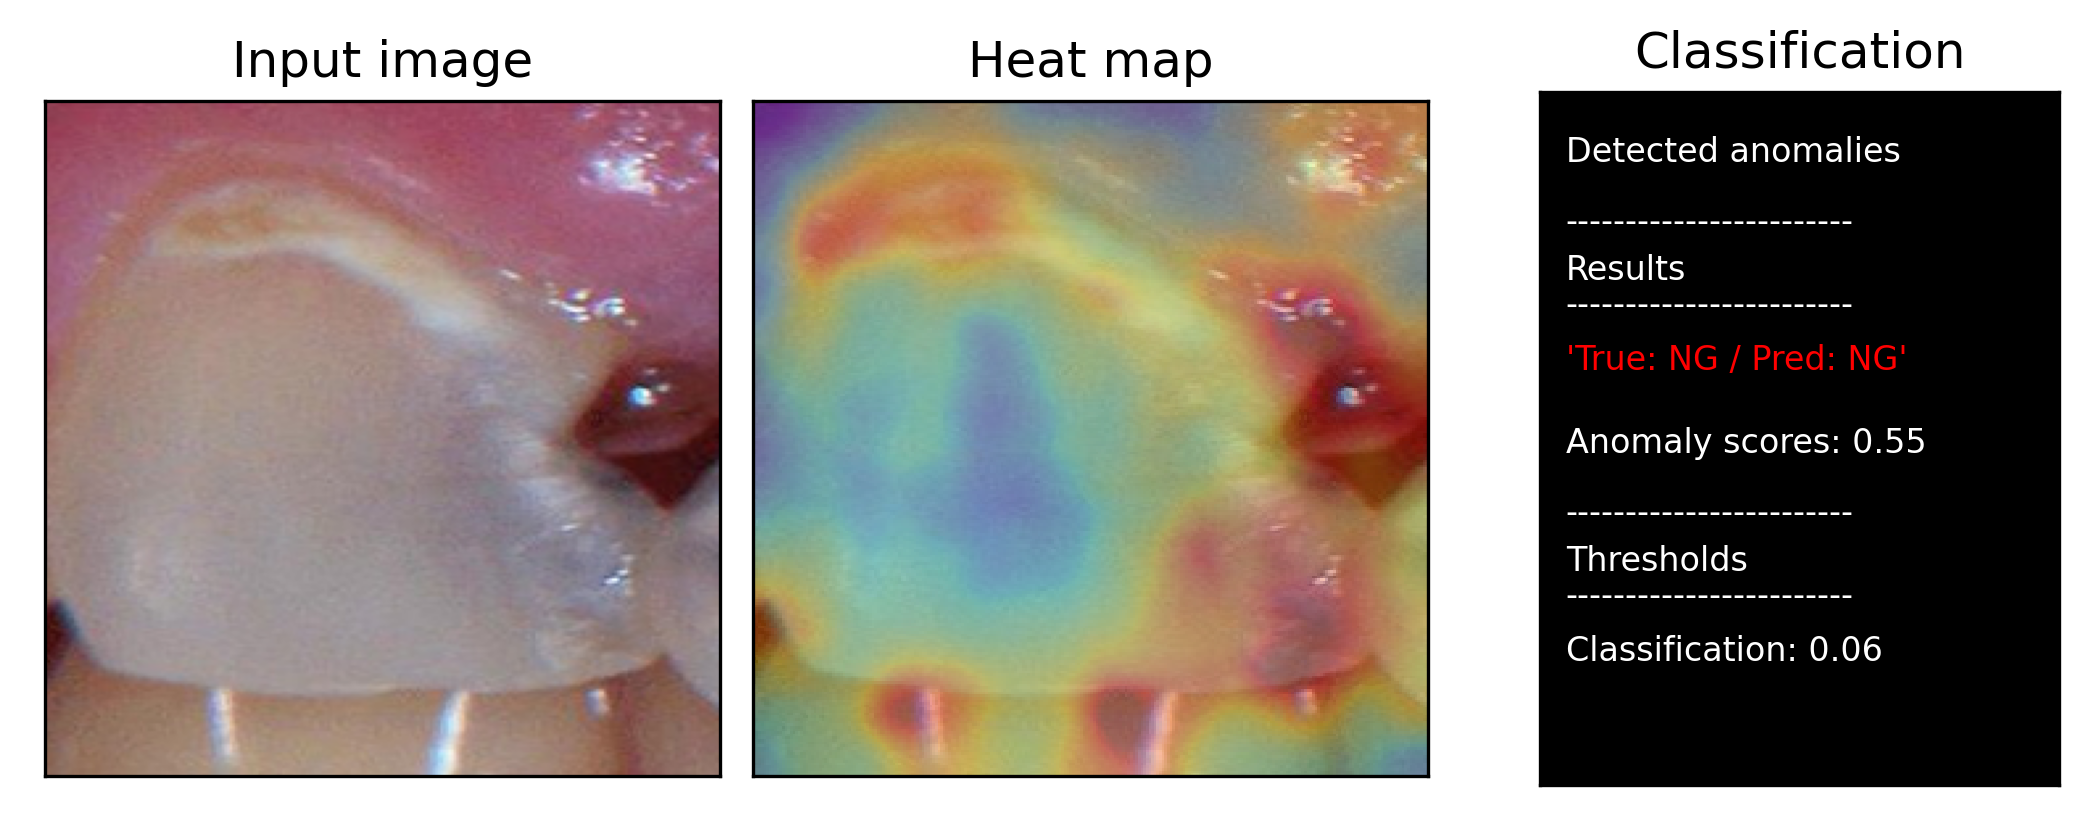 Input image
Heat map
Classification
Detected anomalies
------------------------
Results
------------------------
'True: NG / Pred: NG'
Anomaly scores: 0.55
------------------------
Thresholds
------------------------
Classification: 0.06